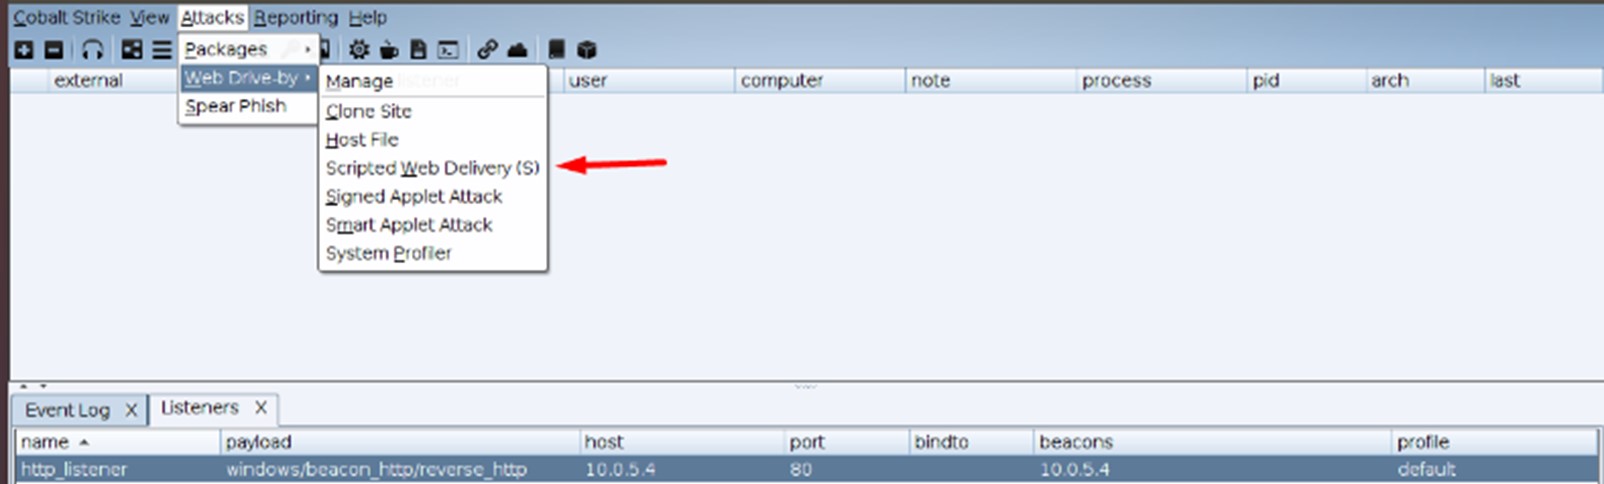 Cobalt Strike View Attacks Reporting Help
Packages
external listener user computer note process pid arch last
Web Drive-by Manage
Spear Phish
Clone Site
Host File
Scripted Web Delivery (S)
Signed Applet Attack
Smart Applet Attack
System Profiler
Event Log X Listeners X
name payload host port bindto beacons profile
http_listener windows/beacon_http/reverse_http 10.0.5.4 80 10.0.5.4 default